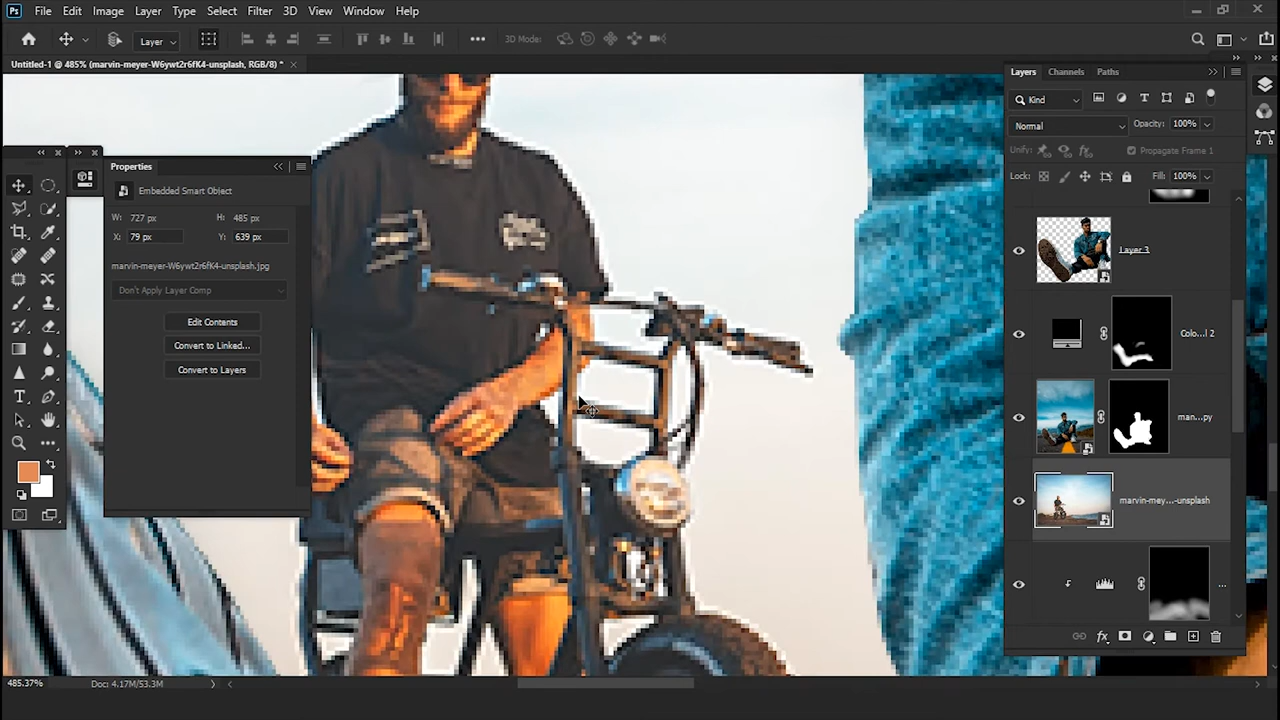 Ps File Edit Image Layer Type Select Filter 3D View Window Help
Layer 3D Mode:
Untitled-1 @ 485% (marvin-meyer-W6ywt2r6fK4-unsplash, RGB/8) *
Properties
Embedded Smart Object
W: 727 px H: 485 px
X: 79 px Y: 639 px
marvin-meyer-W6ywt2r6fK4-unsplash.jpg
Don't Apply Layer Comp
Edit Contents
Convert to Linked...
Convert to Layers
Layers Channels Paths
Kind
Normal Opacity: 100%
Unify: Propagate Frame 1
Lock: Fill: 100%
Layer 3
Colo...l 2
man...py
marvin-mey...-unsplash
...
fx
485.37% Doc: 4.17M/53.3M